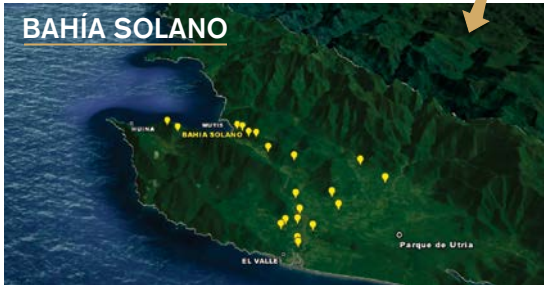 BAHÍA SOLANO
HUINA
MUTIS
BAHIA SOLANO
Parque de Utria
EL VALLE